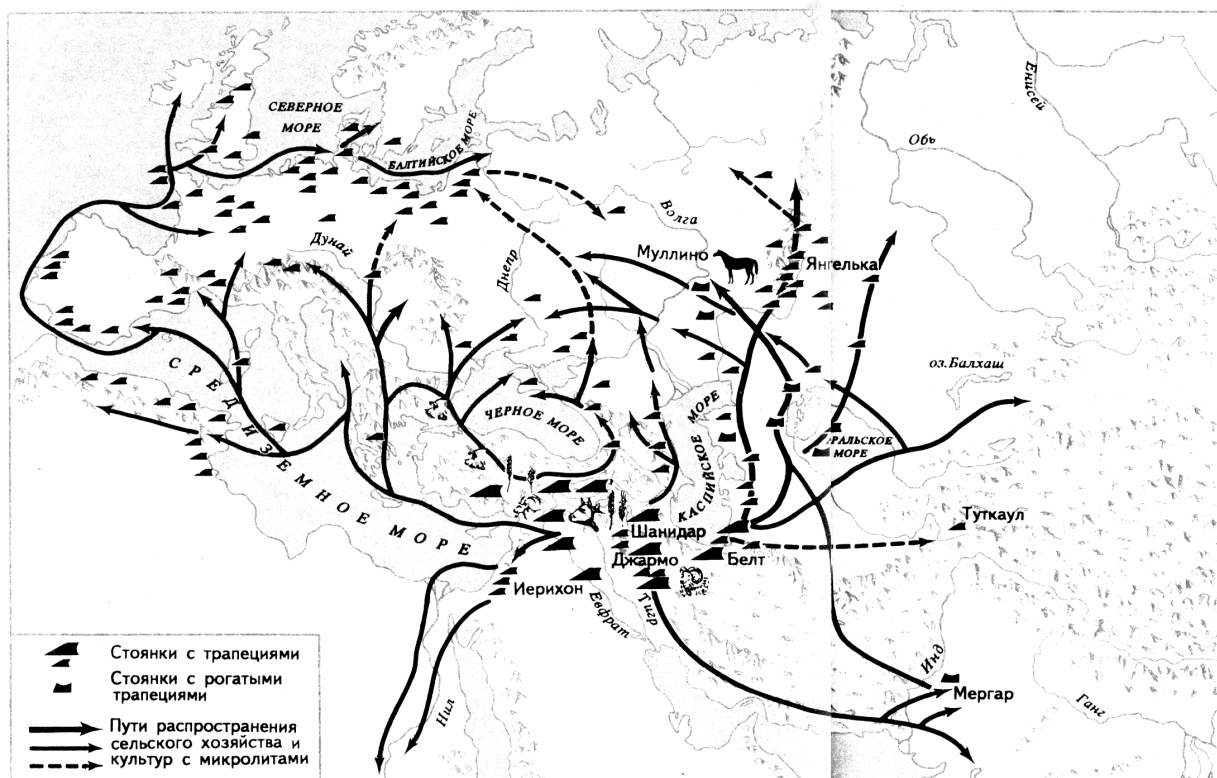 Енисей
Обь
СЕВЕРНОЕ
МОРЕ
БАЛТИЙСКОЕ МОРЕ
Волга
Дунай
Днепр
Муллино
Янгелька
оз.Балхаш
СРЕДИЗЕМНОЕ МОРЕ
ЧЕРНОЕ МОРЕ
КАСПИЙСКОЕ МОРЕ
РАЛЬСКОЕ
МОРЕ
Туткаул
Шанидар
Джармо
Белт
Иерихон
Евфрат
Тигр
Инд
Мергар
Ганг
Нил
Стоянки с трапециями
Стоянки с рогатыми
трапециями
Пути распространения
сельского хозяйства и
культур с микролитами